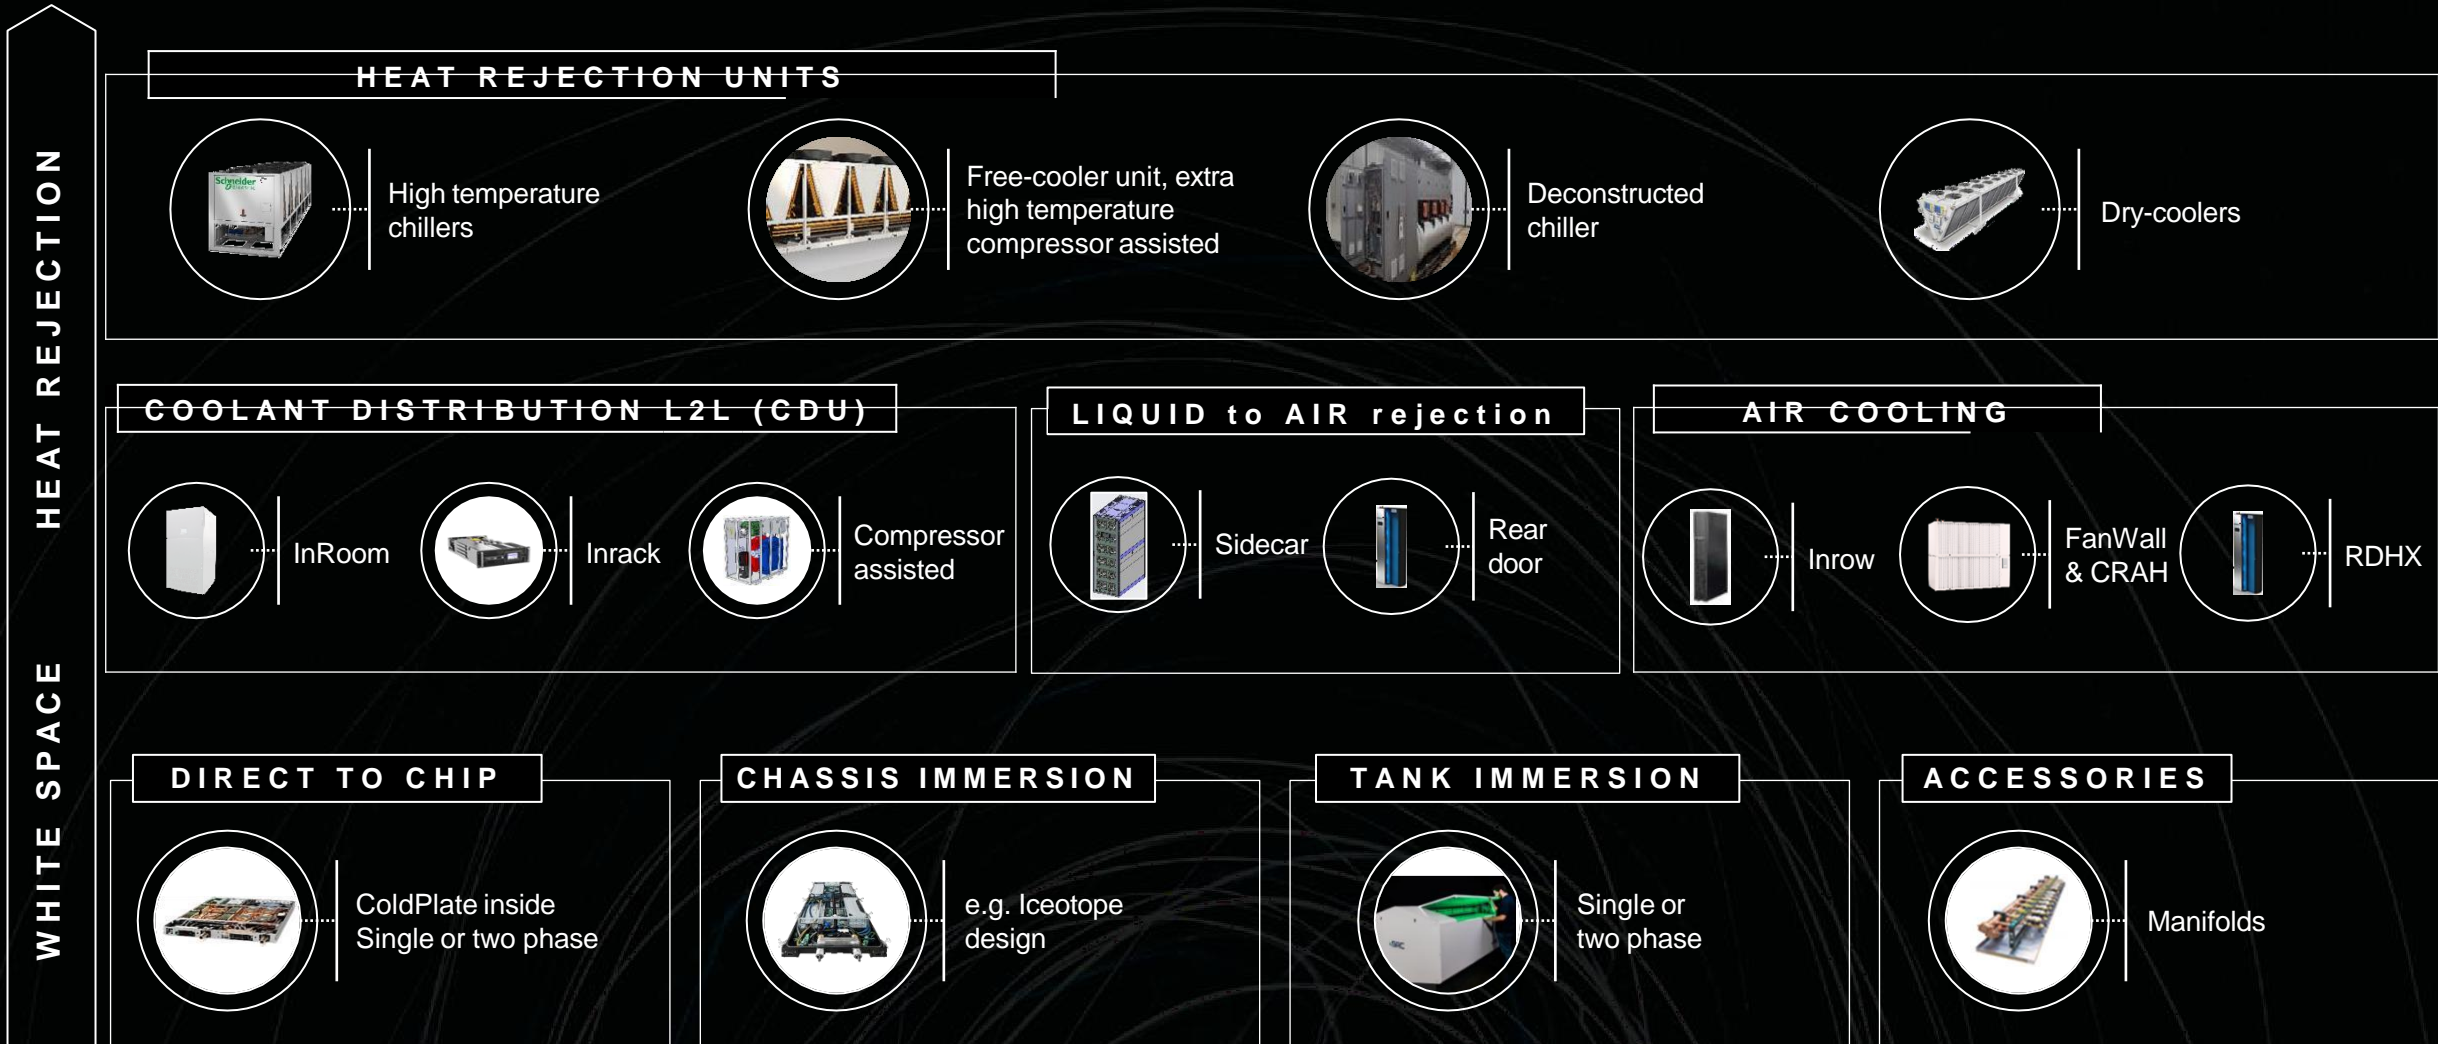 HEAT REJECTION
WHITE SPACE
HEAT REJECTION UNITS
Schneider
High temperature
chillers
Free-cooler unit, extra
high temperature
compressor assisted
Deconstructed
chiller
Dry-coolers
COOLANT DISTRIBUTION L2L (CDU)
InRoom
Inrack
Compressor
assisted
LIQUID to AIR rejection
Sidecar
Rear
door
AIR COOLING
Inrow
FanWall
& CRAH
RDHX
DIRECT TO CHIP
ColdPlate inside
Single or two phase
CHASSIS IMMERSION
e.g. Iceotope
design
TANK IMMERSION
Single or
two phase
ACCESSORIES
Manifolds